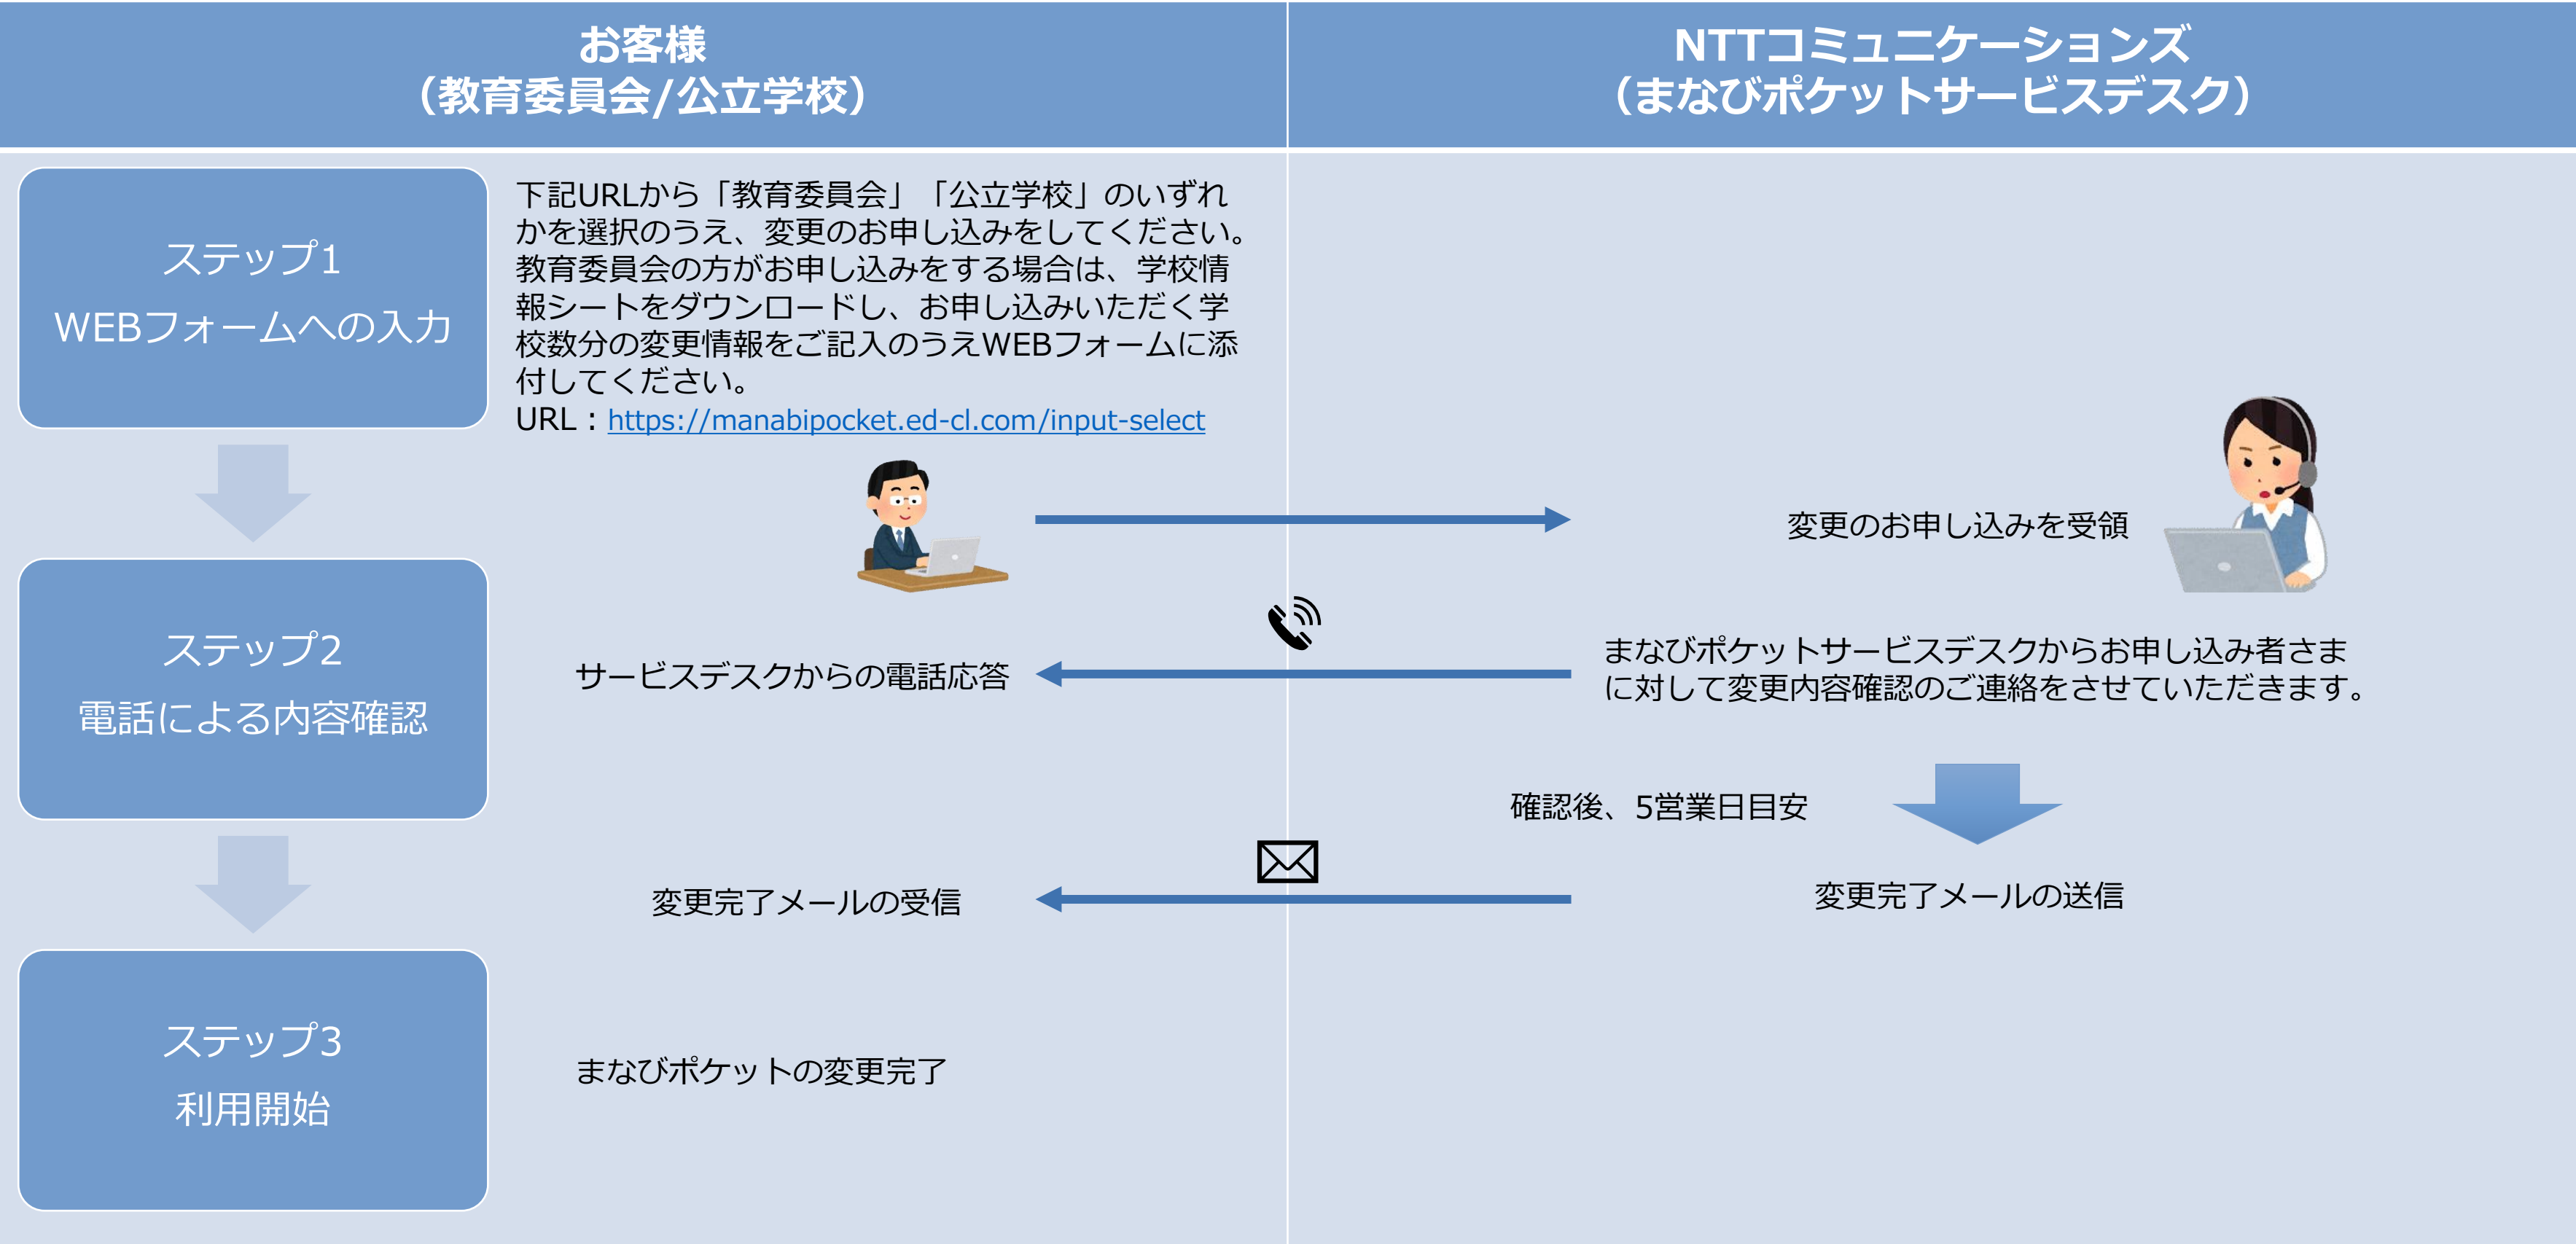 お客様
（教育委員会/公立学校）
NTTコミュニケーションズ
（まなびポケットサービスデスク）
ステップ1
WEBフォームへの入力
下記URLから「教育委員会」「公立学校」のいずれ
かを選択のうえ、変更のお申し込みをしてください。
教育委員会の方がお申し込みをする場合は、学校情
報シートをダウンロードし、お申し込みいただく学
校数分の変更情報をご記入のうえWEBフォームに添
付してください。
URL：https://manabipocket.ed-cl.com/input-select
変更のお申し込みを受領
ステップ2
電話による内容確認
サービスデスクからの電話応答
まなびポケットサービスデスクからお申し込み者さま
に対して変更内容確認のご連絡をさせていただきます。
確認後、5営業日目安
変更完了メールの受信
変更完了メールの送信
ステップ3
利用開始
まなびポケットの変更完了